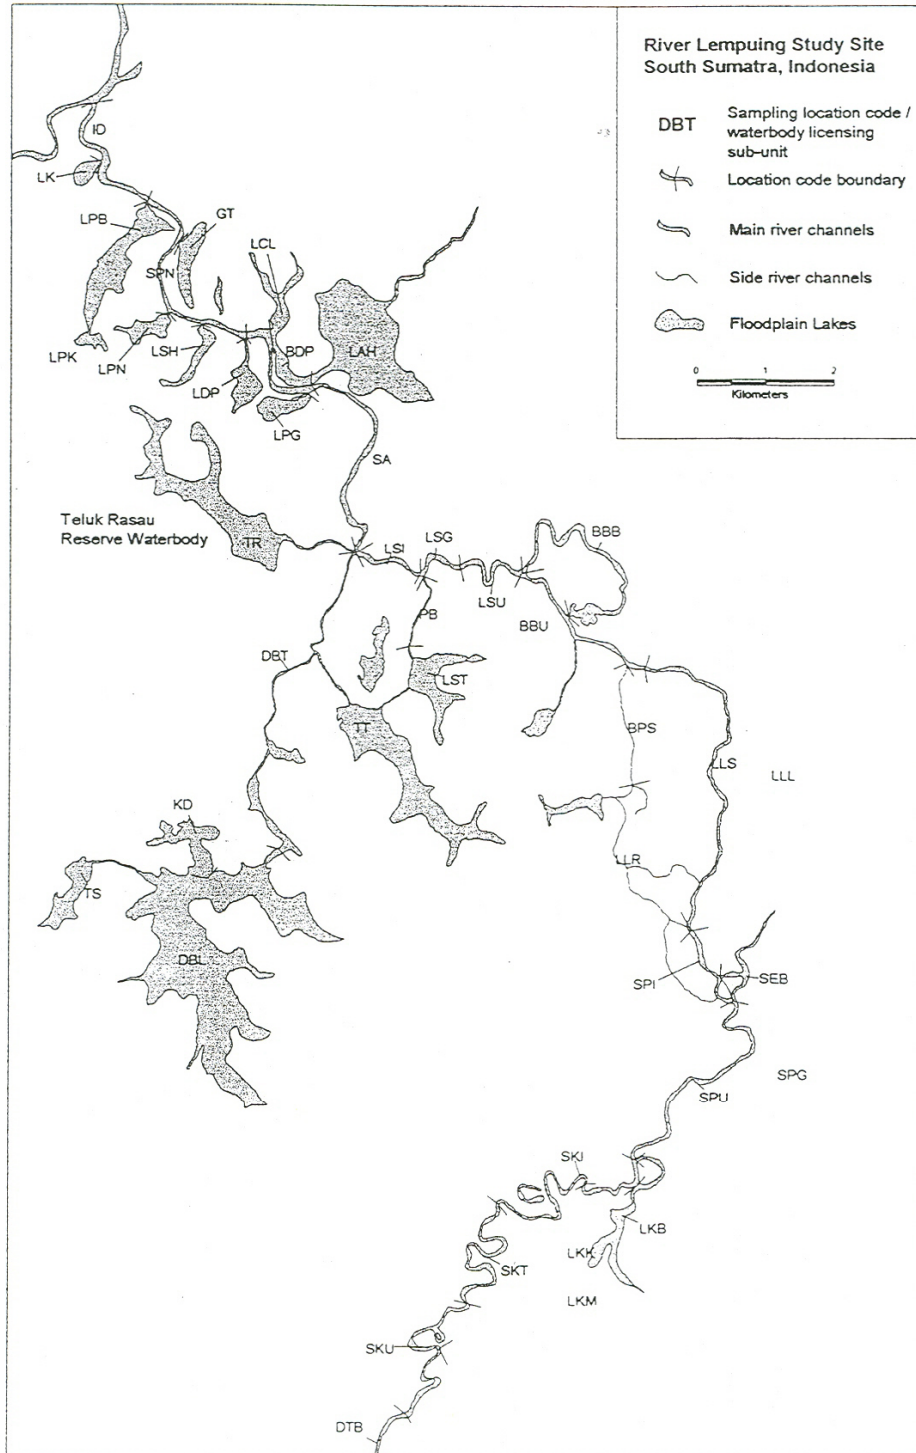 River Lempuing Study Site
South Sumatra, Indonesia
DBT
Sampling location code /
waterbody licensing
sub-unit
Location code boundary
Main river channels
Side river channels
Floodplain Lakes
0 1 2
Kilometers
ID
LK
LPB
GT
LCL
SPN
LPK
LPN
LSH
BDP
LAH
LDP
LPG
SA
Teluk Rasau
Reserve Waterbody
TR
LSI
LSG
BBB
LSU
PB
BBU
DBT
LST
TT
BPS
LLS
LLL
KD
LLR
TS
DBL
SPI
SEB
SPG
SPU
SKI
LKB
LKK
SKT
LKM
SKU
DTB